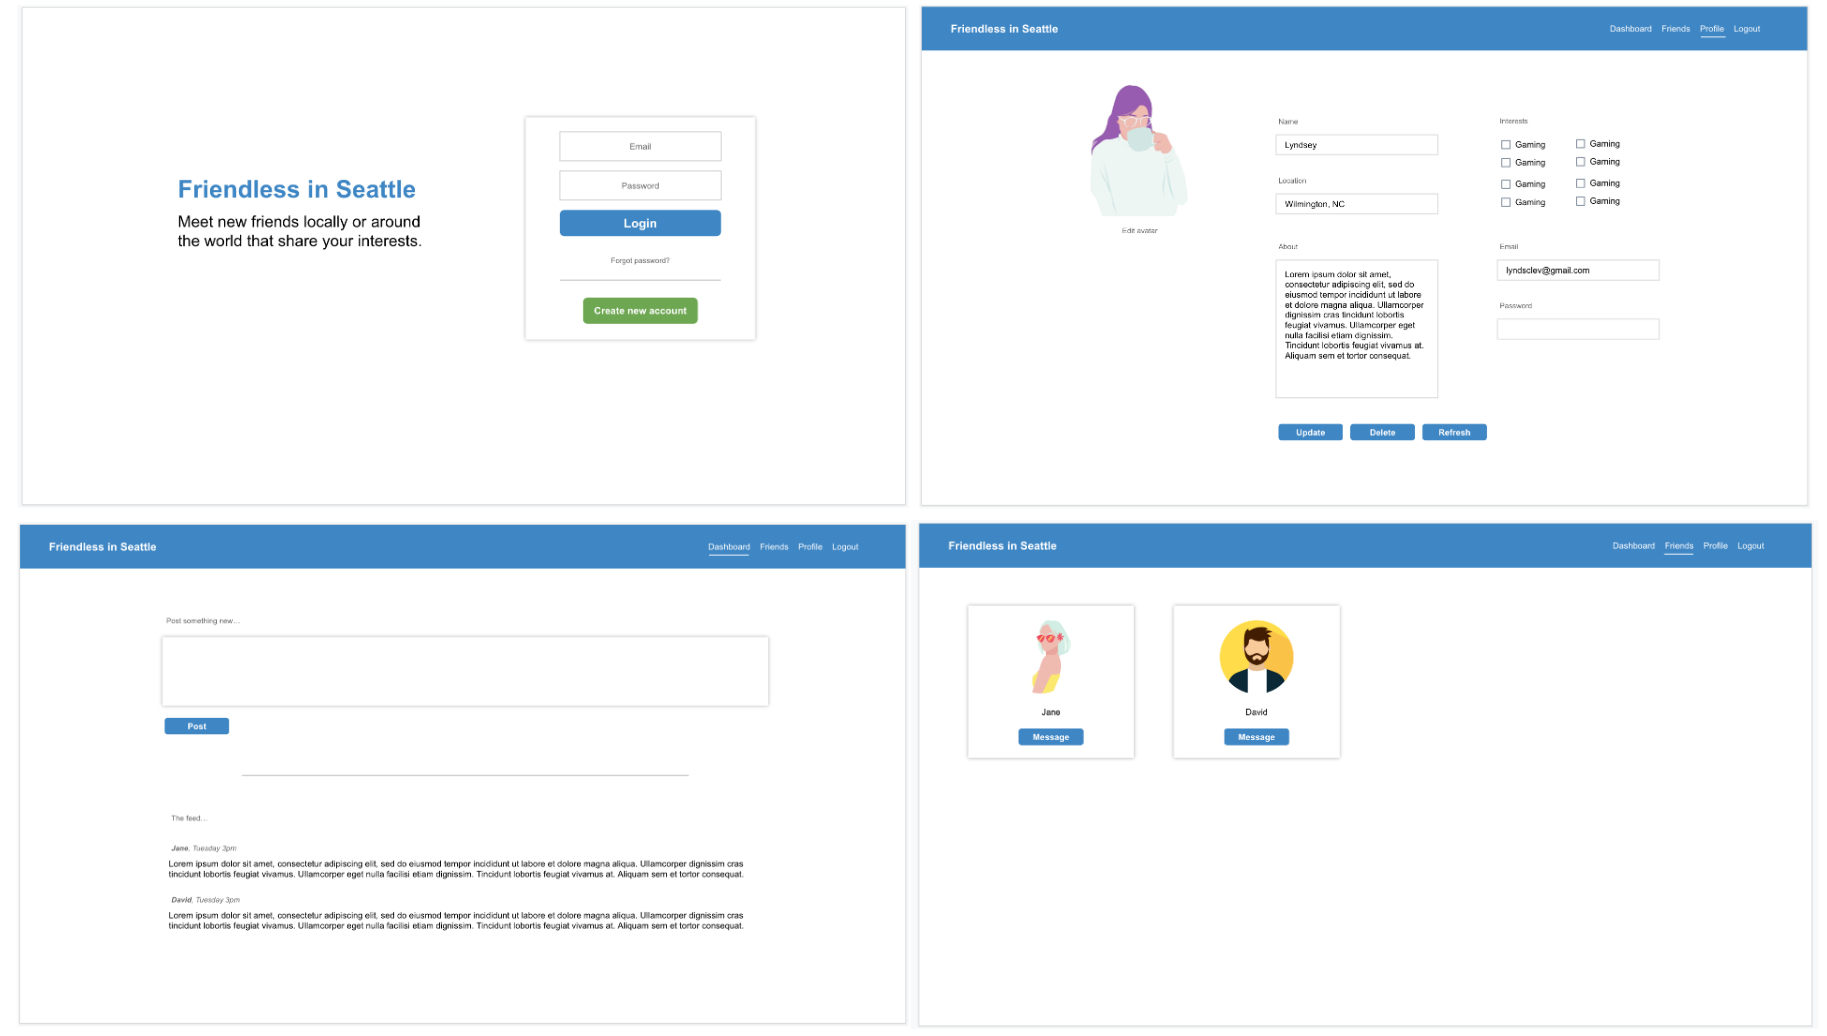 Email
Password
Login
Forgot password?
Create new account
Friendless in Seattle
Meet new friends locally or around
the world that share your interests.
Friendless in Seattle
Dashboard Friends Profile Logout
Edit avatar
Name
Lyndsey
Location
Wilmington, NC
About
Lorem ipsum dolor sit amet,
consectetur adipiscing elit, sed do
eiusmod tempor incididunt ut labore
et dolore magna aliqua. Ullamcorper
dignissim cras tincidunt lobortis
feugiat vivamus. Ullamcorper eget
nulla facilisi etiam dignissim.
Tincidunt lobortis feugiat vivamus at.
Aliquam sem et tortor consequat.
Interests
Gaming Gaming
Gaming Gaming
Gaming Gaming
Gaming Gaming
Email
lyndsclev@gmail.com
Password
Update Delete Refresh
Friendless in Seattle
Dashboard Friends Profile Logout
Post something new...
Post
The feed...
Jane, Tuesday 3pm
Lorem ipsum dolor sit amet, consectetur adipiscing elit, sed do eiusmod tempor incididunt ut labore et dolore magna aliqua. Ullamcorper dignissim cras
tincidunt lobortis feugiat vivamus. Ullamcorper eget nulla facilisi etiam dignissim. Tincidunt lobortis feugiat vivamus at. Aliquam sem et tortor consequat.
David, Tuesday 3pm
Lorem ipsum dolor sit amet, consectetur adipiscing elit, sed do eiusmod tempor incididunt ut labore et dolore magna aliqua. Ullamcorper dignissim cras
tincidunt lobortis feugiat vivamus. Ullamcorper eget nulla facilisi etiam dignissim. Tincidunt lobortis feugiat vivamus at. Aliquam sem et tortor consequat.
Friendless in Seattle
Dashboard Friends Profile Logout
Jane
Message
David
Message